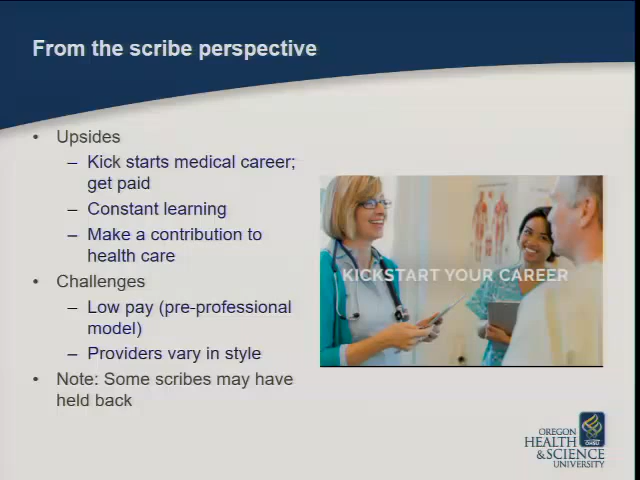 From the scribe perspective
• Upsides
– Kick starts medical career;
get paid
– Constant learning
– Make a contribution to
health care
• Challenges
– Low pay (pre-professional
model)
– Providers vary in style
• Note: Some scribes may have
held back
KICKSTART YOUR CAREER
OREGON
HEALTH
& SCIENCE
UNIVERSITY
OHSU